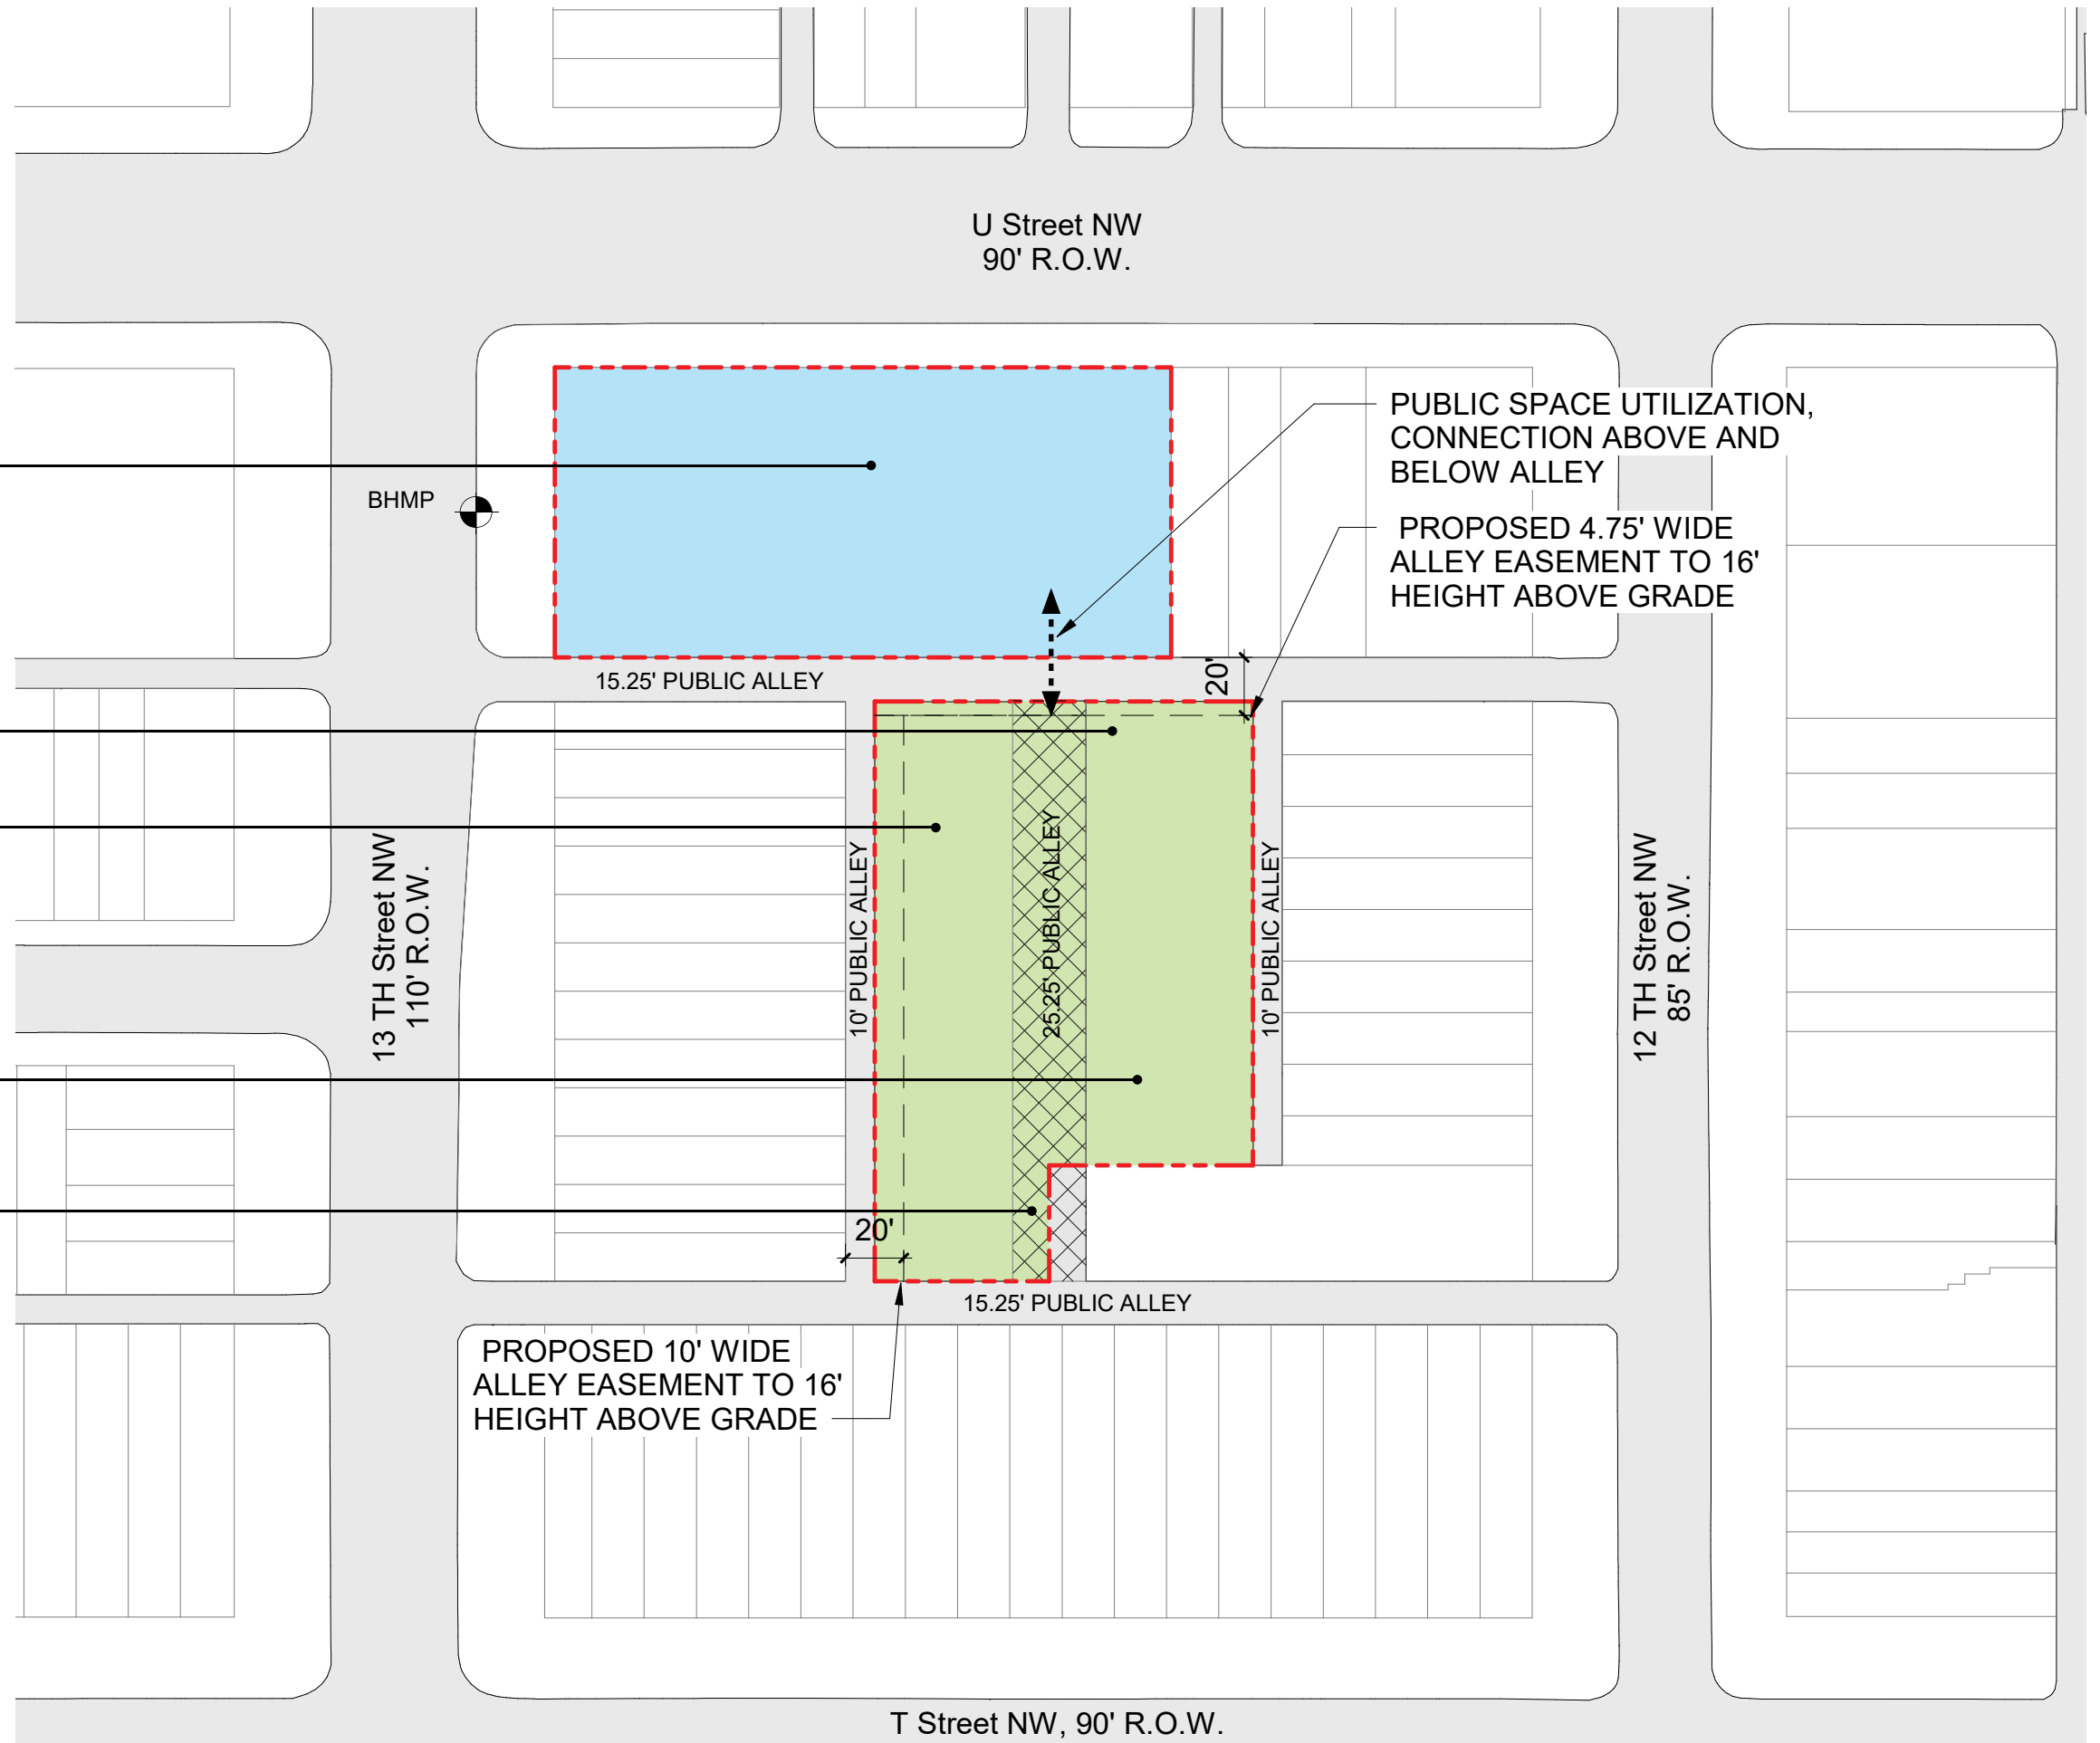 U Street NW
90' R.O.W.
PUBLIC SPACE UTILIZATION,
CONNECTION ABOVE AND
BELOW ALLEY
BHMP
PROPOSED 4.75' WIDE
ALLEY EASEMENT TO 16'
HEIGHT ABOVE GRADE
15.25' PUBLIC ALLEY
20'
13 TH Street NW
110' R.O.W.
10' PUBLIC ALLEY
25.25' PUBLIC ALLEY
10' PUBLIC ALLEY
12 TH Street NW
85' R.O.W.
20'
15.25' PUBLIC ALLEY
PROPOSED 10' WIDE
ALLEY EASEMENT TO 16'
HEIGHT ABOVE GRADE
T Street NW, 90' R.O.W.